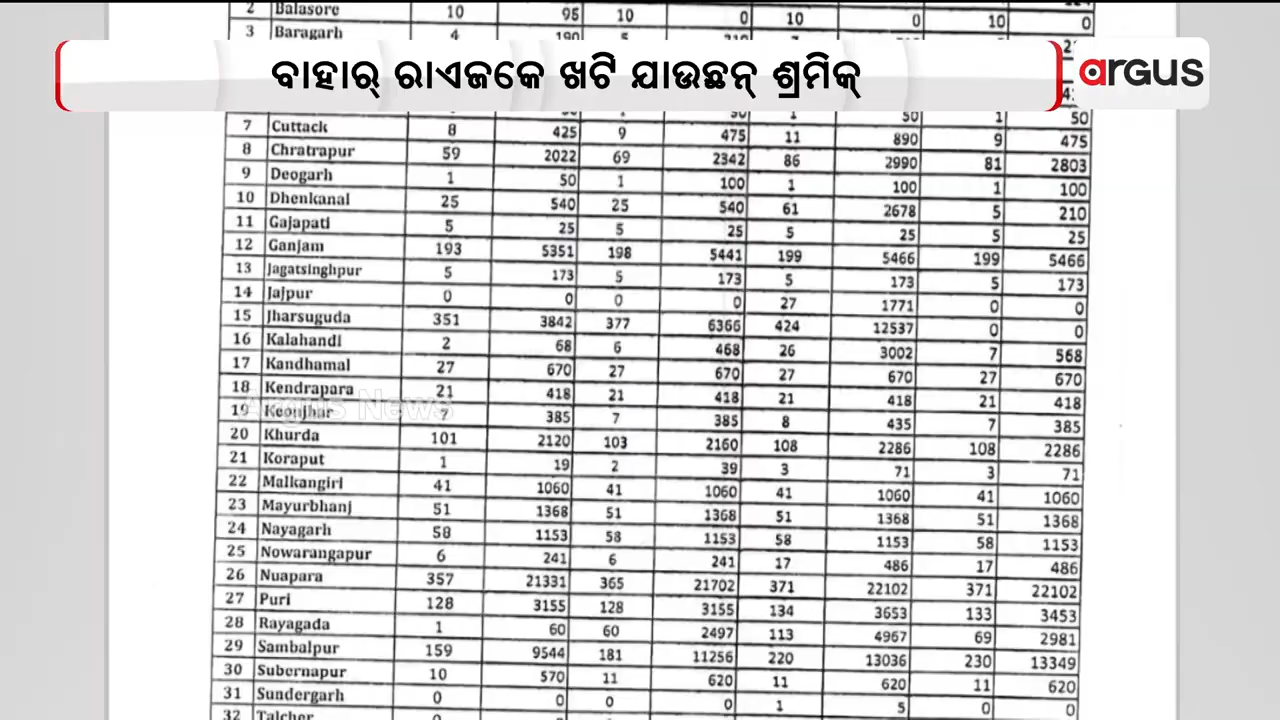 2 Balasore 10 95 10 0 10 0 10 0
3 Baragarh 4 190 5
ବାହାର୍ ରାଏଜକେ ଖଟି ଯାଉଛନ୍ ଶ୍ରମିକ୍
argus
50 1 50 1 50
7 Cuttack 8 425 9 475 11 890 9 475
8 Chratrapur 59 2022 69 2342 86 2990 81 2803
9 Deogarh 1 50 1 100 1 100 1 100
10 Dhenkanal 25 540 25 540 61 2678 5 210
11 Gajapati 5 25 5 25 5 25 5 25
12 Ganjam 193 5351 198 5441 199 5466 199 5466
13 Jagatsinghpur 5 173 5 173 5 173 5 173
14 Jajpur 0 0 0 0 27 1771 0 0
15 Jharsuguda 351 3842 377 6366 424 12537 0 0
16 Kalahandi 2 68 6 468 26 3002 7 568
17 Kandhamal 27 670 27 670 27 670 27 670
18 Kendrapara 21 418 21 418 21 418 21 418
Argus News
19 Keonjhar 7 385 7 385 8 435 7 385
20 Khurda 101 2120 103 2160 108 2286 108 2286
21 Koraput 1 19 2 39 3 71 3 71
22 Malkangiri 41 1060 41 1060 41 1060 41 1060
23 Mayurbhanj 51 1368 51 1368 51 1368 51 1368
24 Nayagarh 58 1153 58 1153 58 1153 58 1153
25 Nowarangapur 6 241 6 241 17 486 17 486
26 Nuapara 357 21331 365 21702 371 22102 371 22102
27 Puri 128 3155 128 3155 134 3653 133 3453
28 Rayagada 1 60 60 2497 113 4967 69 2981
29 Sambalpur 159 9544 181 11256 220 13036 230 13349
30 Subernapur 10 570 11 620 11 620 11 620
31 Sundergarh 0 0 0 0 1 5 0 0
32 Talcher